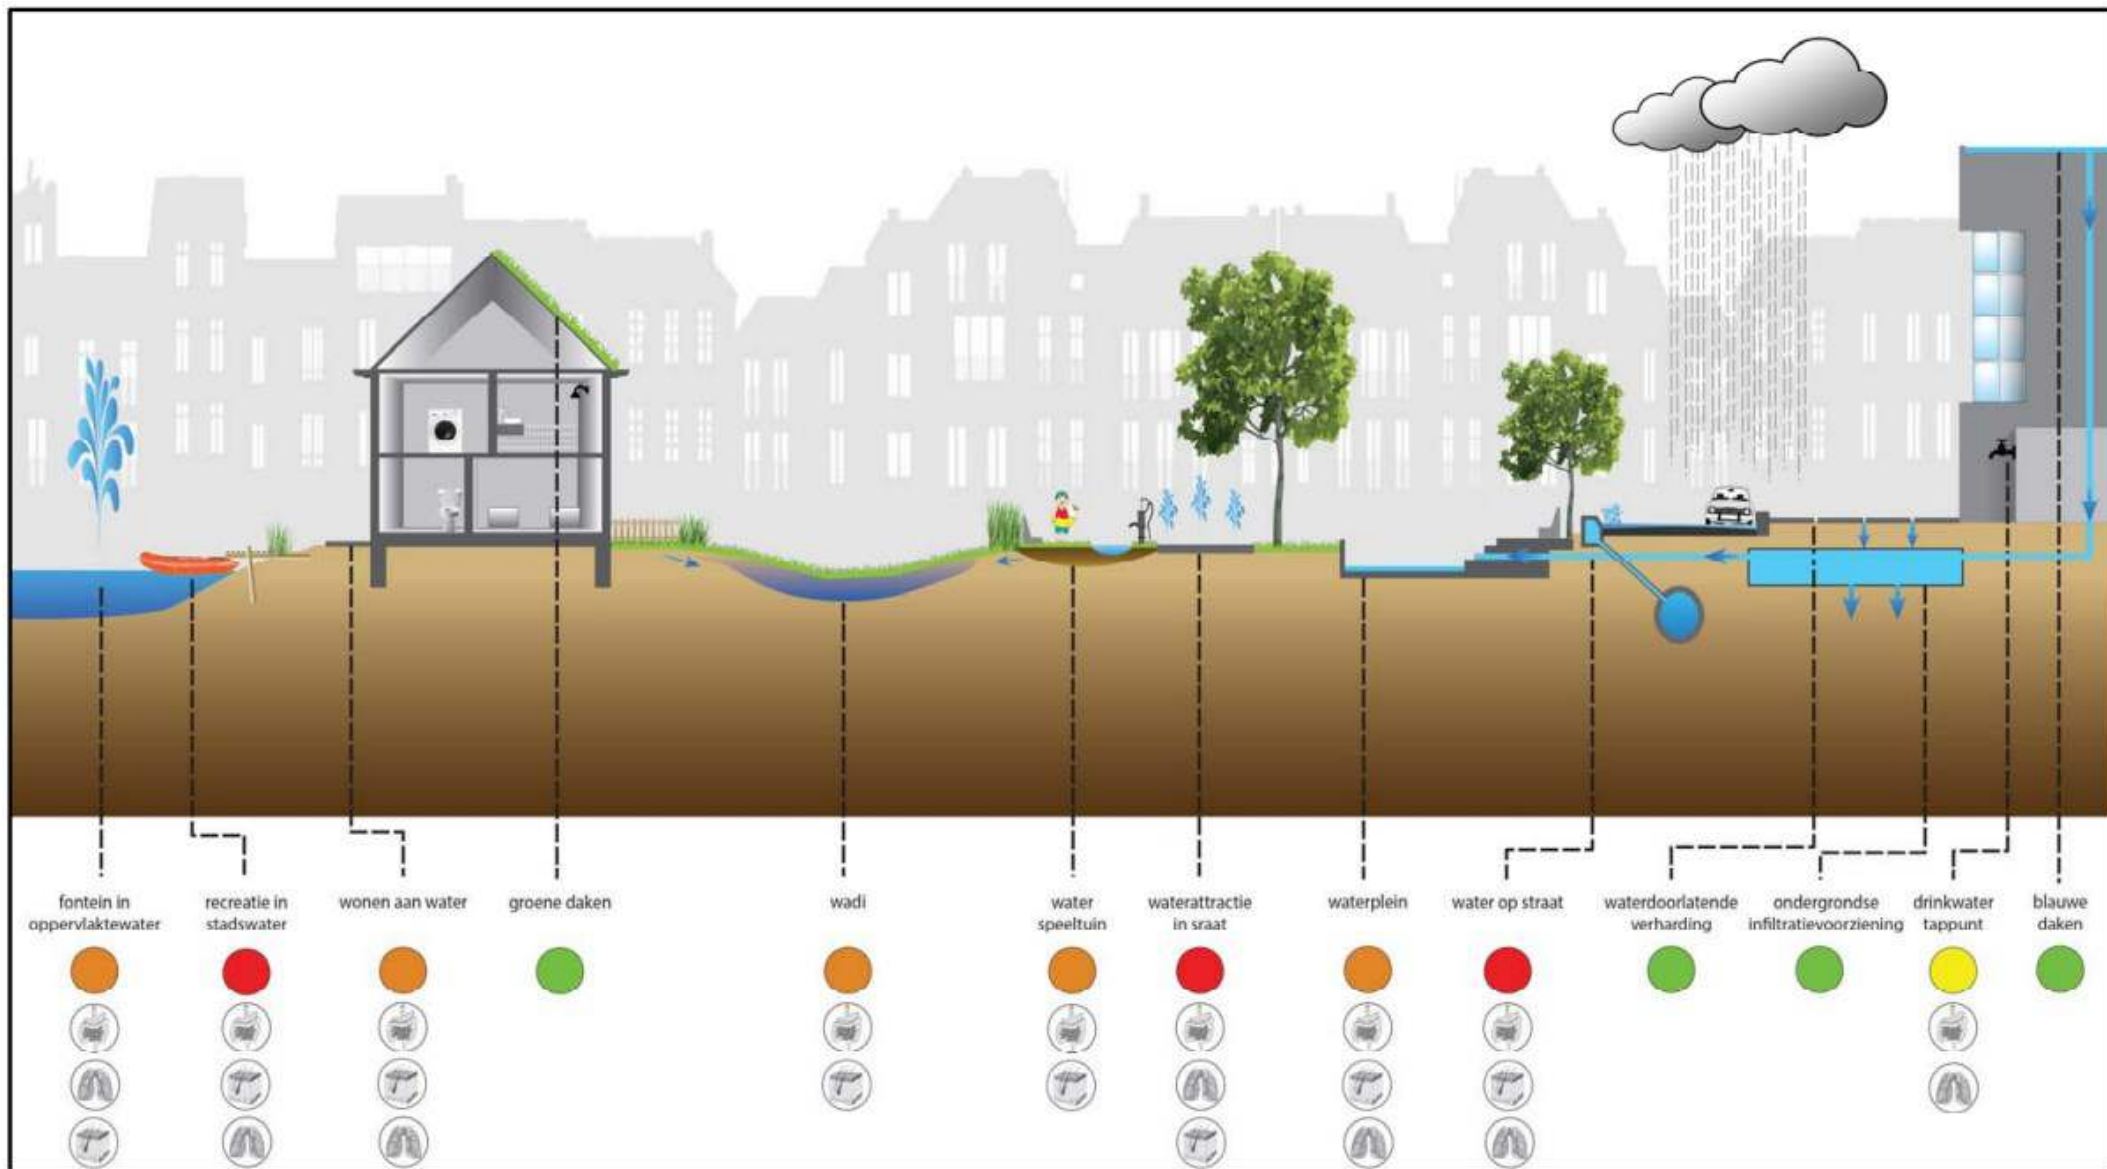 fontein in
oppervlaktewater
recreatie in
stadswater
wonen aan water
groene daken
wadi
water
speeltuin
waterattractie
in sraat
waterplein
water op straat
waterdoorlatende
verharding
ondergrondse
infiltratievoorziening
drinkwater
tappunt
blauwe
daken